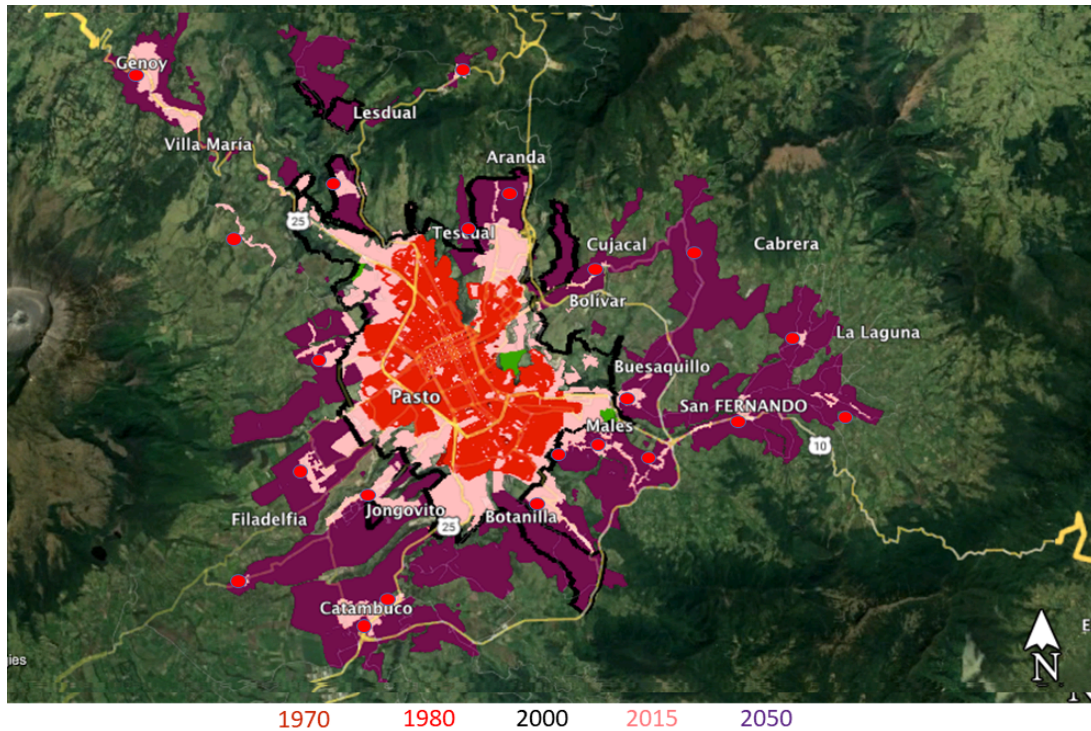 Genoy
Lesdual
Villa María
Aranda
25
Tescual
Cujacal
Cabrera
Bolivar
La Laguna
Buesaquillo
Pasto
San FERNANDO
Males
10
Jongovito
Botanilla
Filadelfia
25
Catambuco
N
ies
E
N
1970 1980 2000 2015 2050